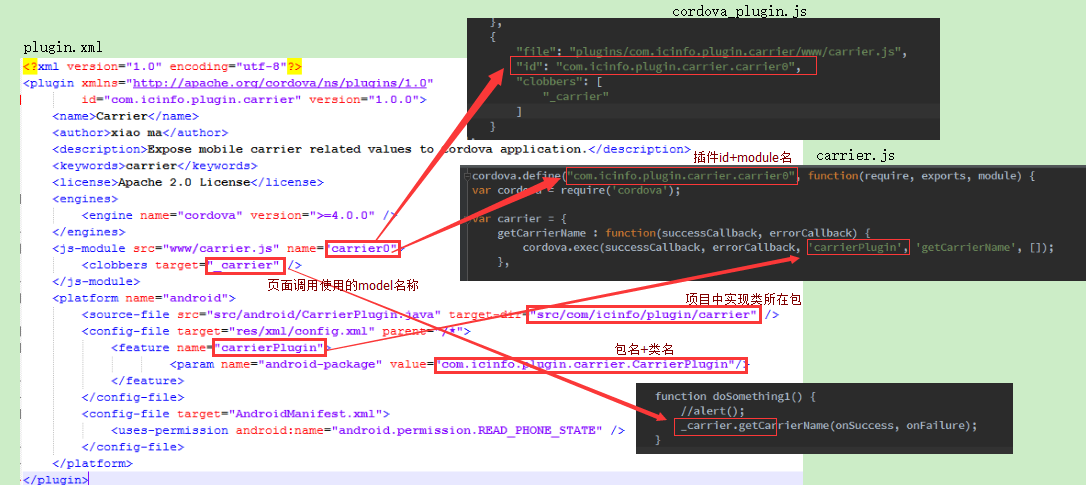 plugin.xml
<?xml version="1.0" encoding="utf-8"?>
<plugin xmlns="http://apache.org/cordova/ns/plugins/1.0"
id="com.icinfo.plugin.carrier" version="1.0.0">
<name>Carrier</name>
<author>xiao ma</author>
<description>Expose mobile carrier related values to cordova application.</description>
<keywords>carrier</keywords>
<license>Apache 2.0 License</license>
<engines>
<engine name="cordova" version=">=4.0.0" />
</engines>
<js-module src="www/carrier.js" name="carrier0">
<clobbers target="_carrier" />
</js-module>
页面调用使用的model名称
<platform name="android">
项目中实现类所在包
<source-file src="src/android/CarrierPlugin.java" target-dir="src/com/icinfo/plugin/carrier" />
<config-file target="res/xml/config.xml" parent="/*">
<feature name="carrierPlugin">
包名+类名
<param name="android-package" value="com.icinfo.plugin.carrier.CarrierPlugin"/>
</feature>
</config-file>
<config-file target="AndroidManifest.xml">
<uses-permission android:name="android.permission.READ_PHONE_STATE" />
</config-file>
</platform>
</plugin>
cordova_plugin.js
},
{
"file": "plugins/com.icinfo.plugin.carrier/www/carrier.js",
"id": "com.icinfo.plugin.carrier.carrier0",
"clobbers": [
"_carrier"
]
}
插件id+module名
carrier.js
cordova.define("com.icinfo.plugin.carrier.carrier0", function(require, exports, module) {
var cordova = require('cordova');
var carrier = {
getCarrierName : function(successCallback, errorCallback) {
cordova.exec(successCallback, errorCallback, 'carrierPlugin', 'getCarrierName', []);
},
function doSomething1() {
//alert();
_carrier.getCarrierName(onSuccess, onFailure);
}